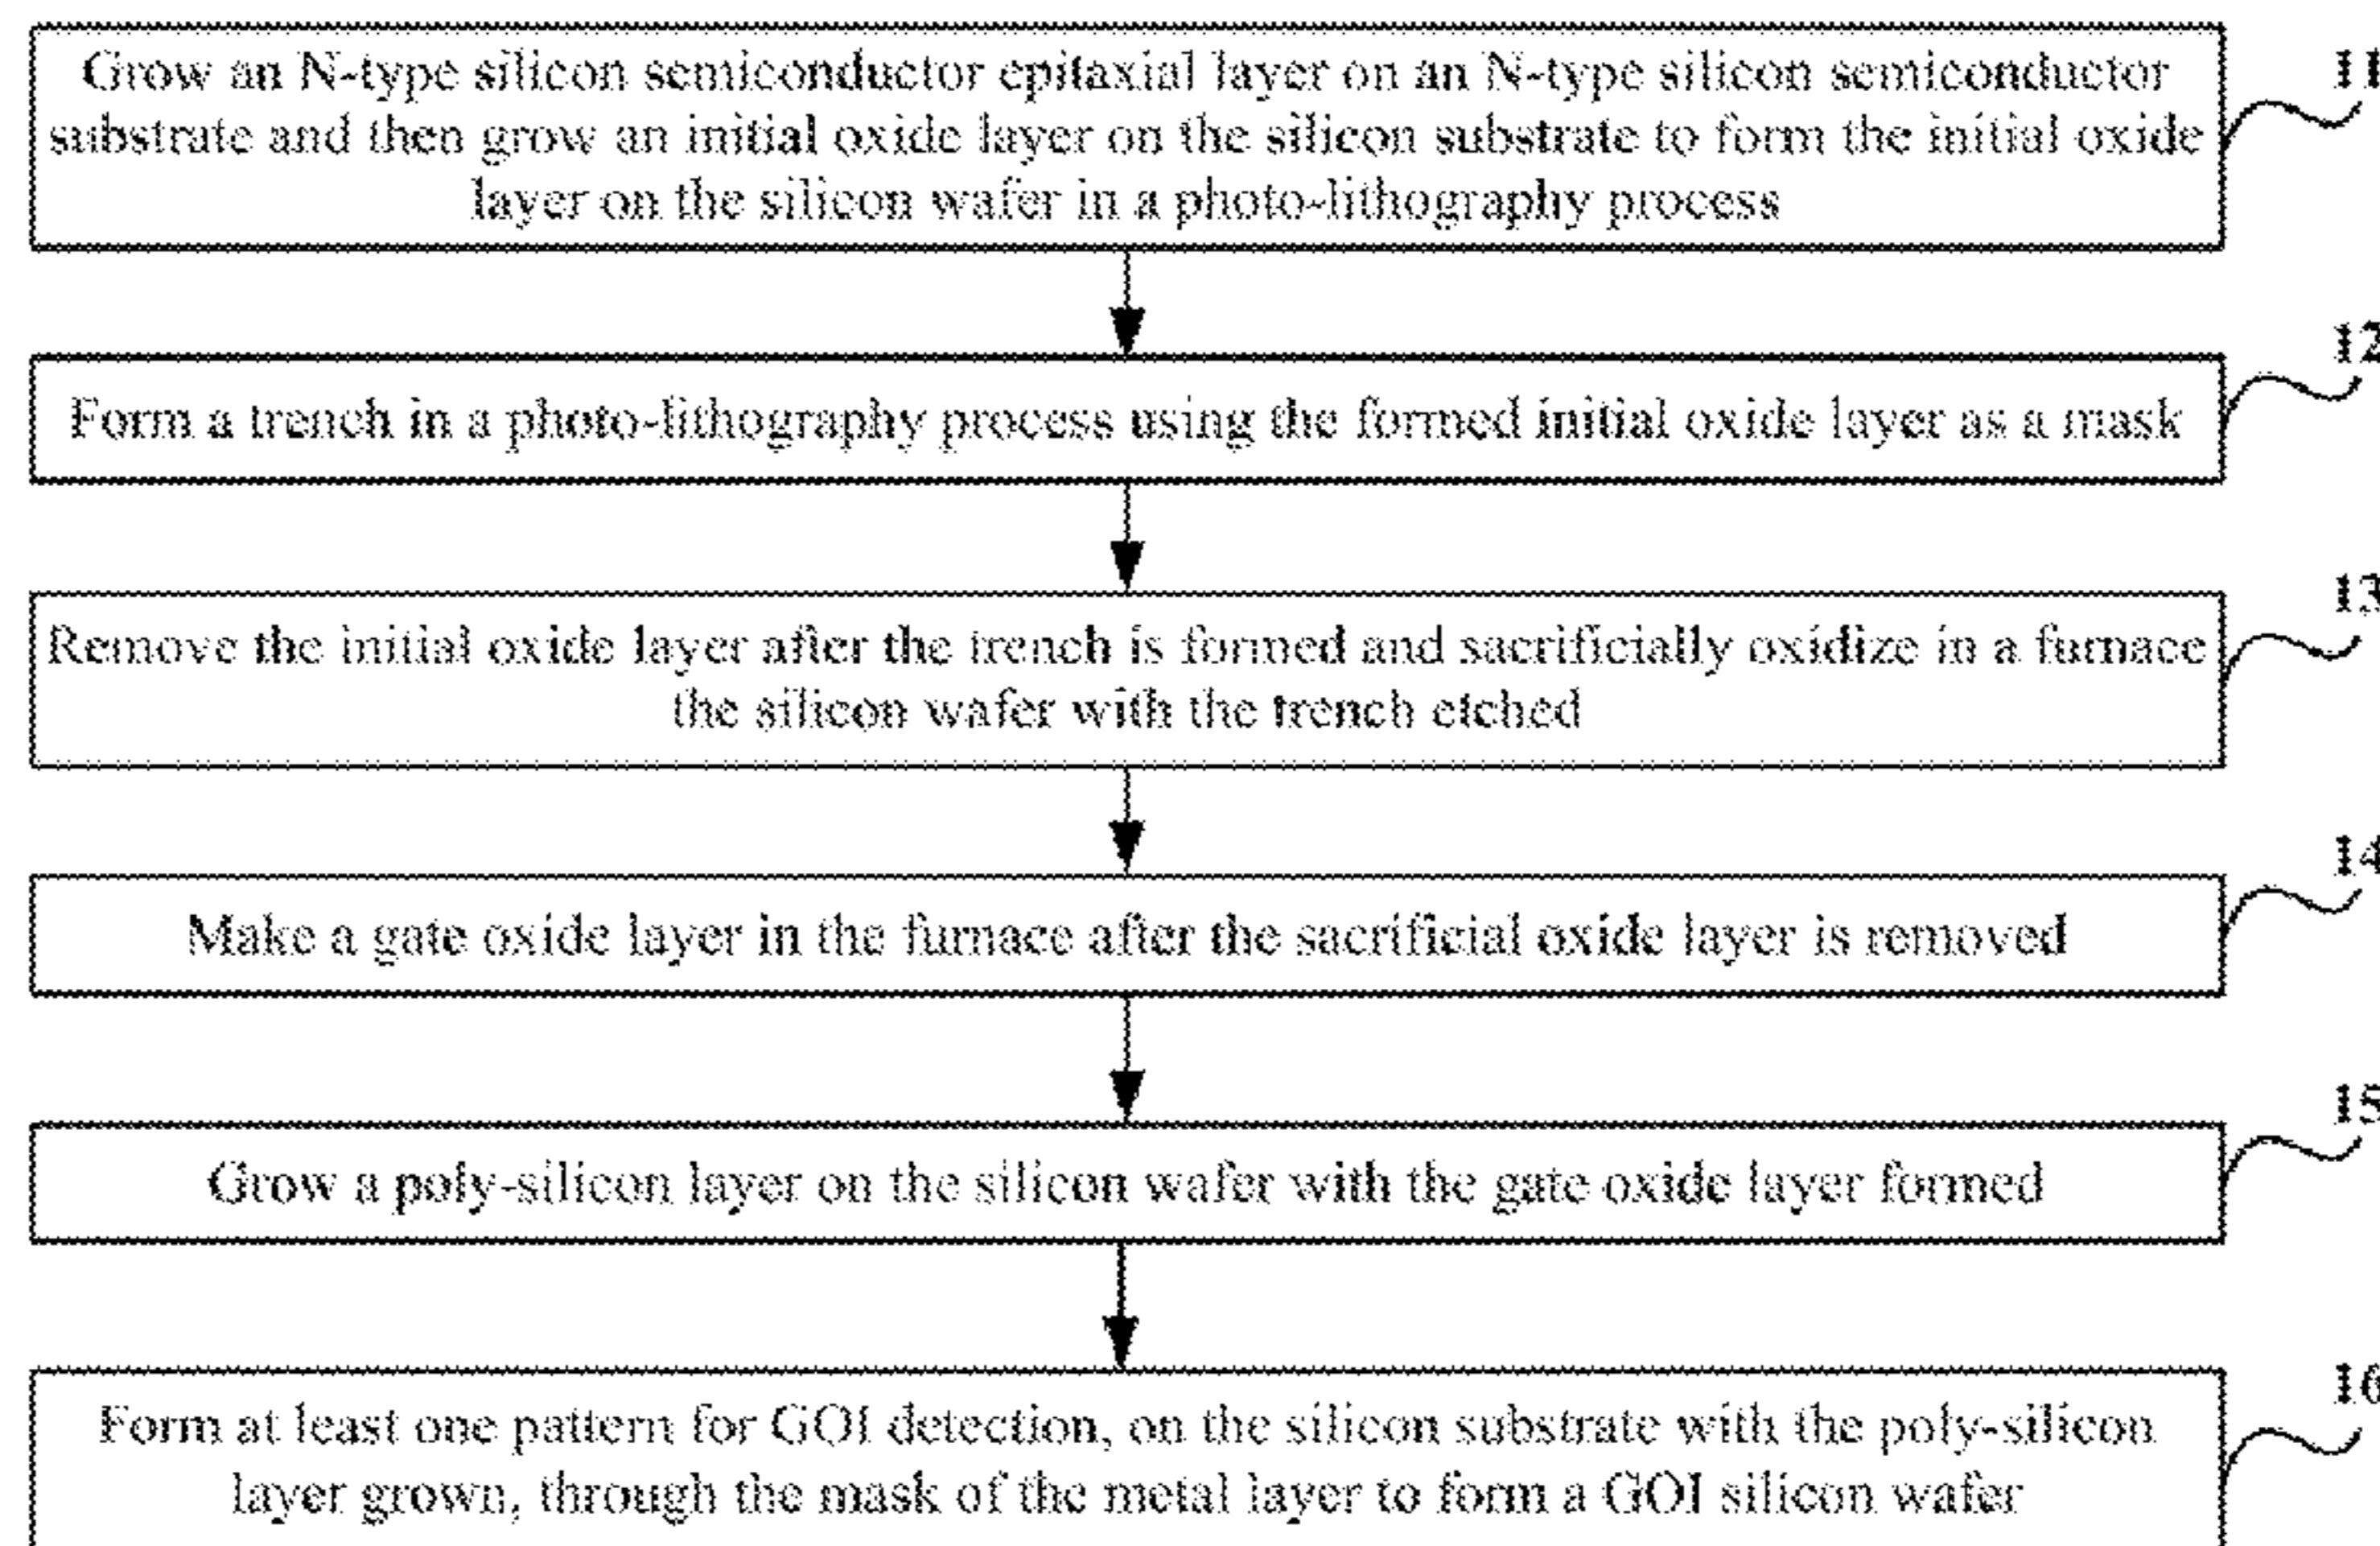 Grow an N-type silicon semiconductor epitaxial layer on an N-type silicon semiconductor
11
substrate and then grow an initial oxide layer on the silicon substrate to form the initial oxide
layer on the silicon wafer in a photo-lithography process
12
Form a trench in a photo-lithography process using the formed initial oxide layer as a mask
13
Remove the initial oxide layer after the trench is formed and sacrificially oxidize in a furnace
the silicon wafer with the trench etched
14
Make a gate oxide layer in the furnace after the sacrificial oxide layer is removed
15
Grow a poly-silicon layer on the silicon wafer with the gate oxide layer formed
16
Form at least one pattern for GOI detection, on the silicon substrate with the poly-silicon
layer grown, through the mask of the metal layer to form a GOI silicon wafer